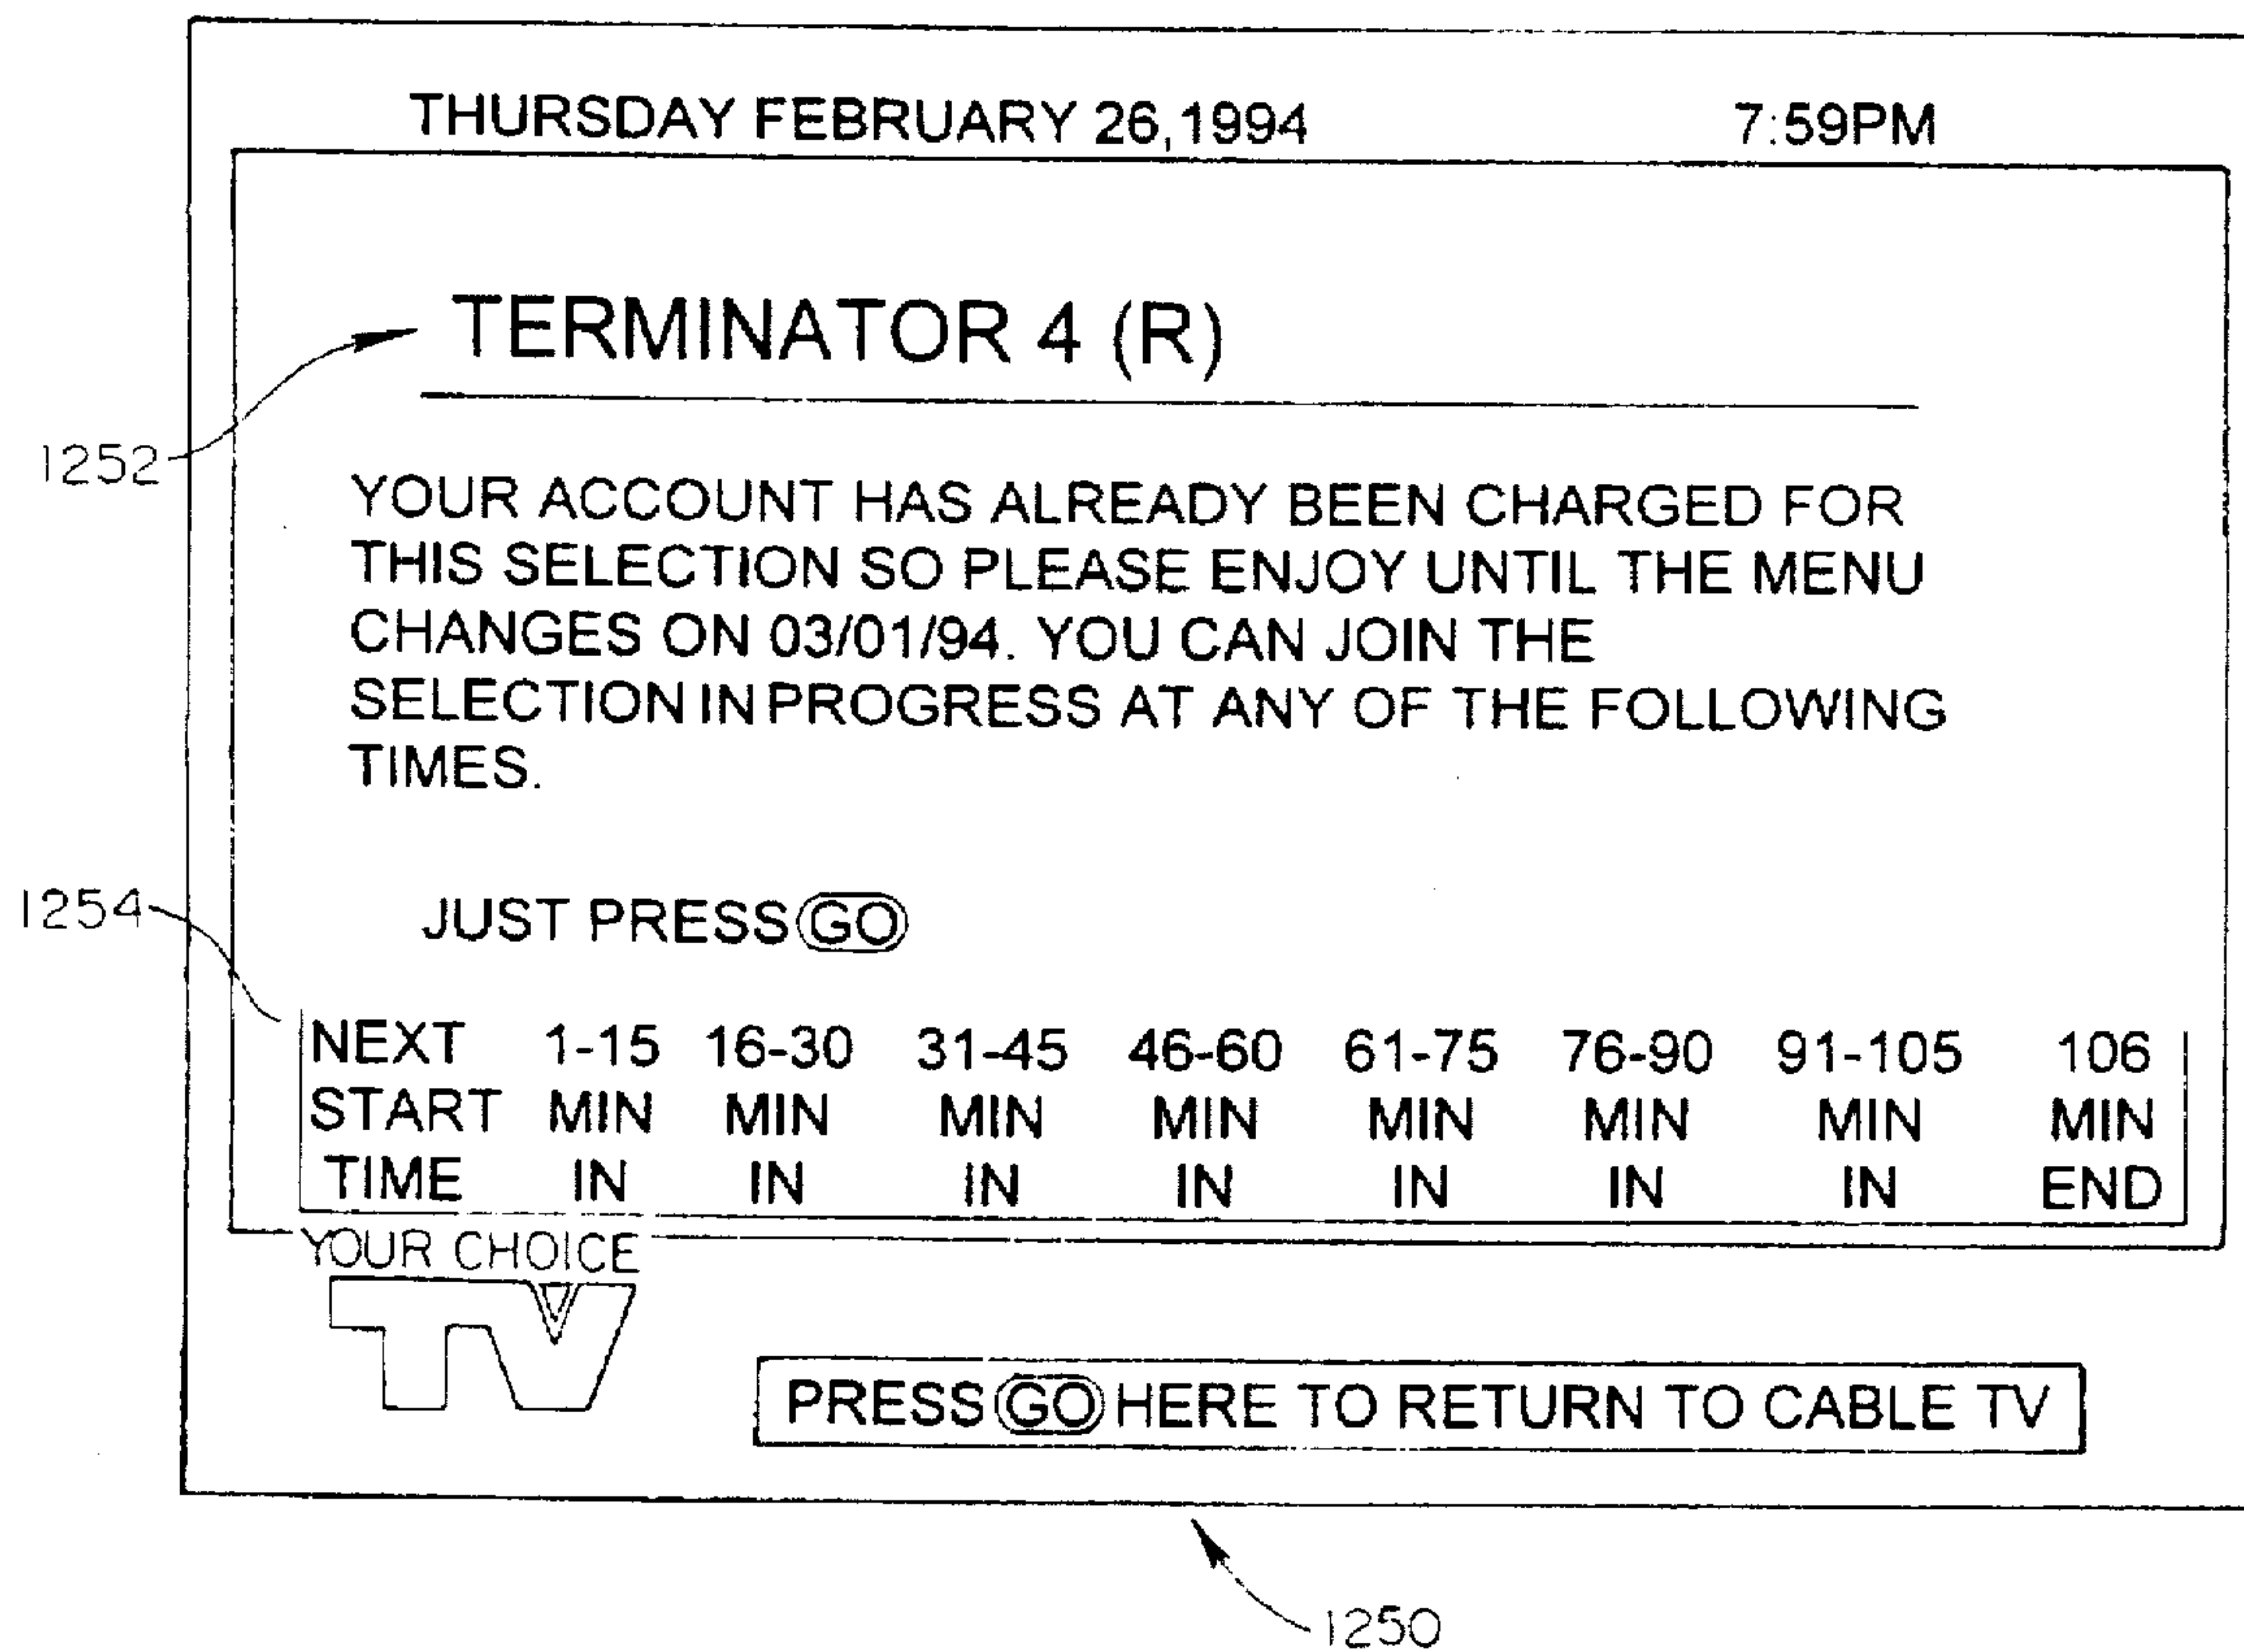 THURSDAY FEBRUARY 26,1994 7:59PM
TERMINATOR 4 (R)
1252
YOUR ACCOUNT HAS ALREADY BEEN CHARGED FOR
THIS SELECTION SO PLEASE ENJOY UNTIL THE MENU
CHANGES ON 03/01/94. YOU CAN JOIN THE
SELECTION IN PROGRESS AT ANY OF THE FOLLOWING
TIMES.
1254
JUST PRESS GO
NEXT 1-15 16-30 31-45 46-60 61-75 76-90 91-105 106
START MIN MIN MIN MIN MIN MIN MIN MIN
TIME IN IN IN IN IN IN IN END
YOUR CHOICE
TV
PRESS GO HERE TO RETURN TO CABLE TV
1250